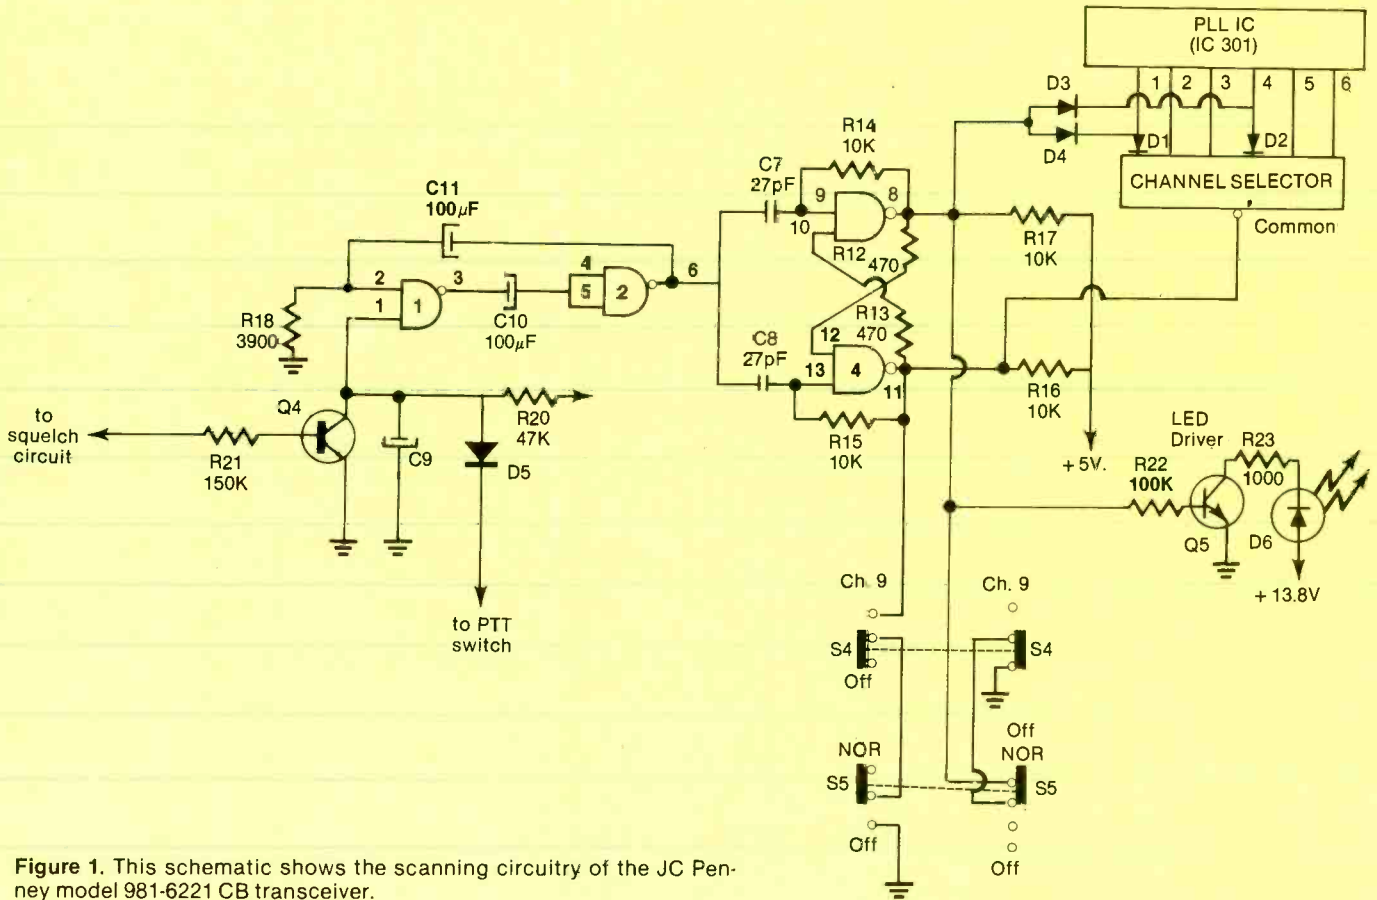 PLL IC
(IC 301)
1 2 3 4 5 6
D3
D4
D1
D2
CHANNEL SELECTOR
Common
R14
10K
C7
27pF
9
8
10
R12
470
R17
10K
C11
100µF
2
3
1
1
R18
3900
C10
100µF
4
5
2
6
R13
470
C8
27pF
12
13
4
11
R15
10K
R16
10K
+ 5V.
to
squelch
circuit
R21
150K
Q4
C9
D5
R20
47K
to PTT
switch
LED
Driver
R22
100K
R23
1000
Q5
D6
+ 13.8V
Ch. 9
Ch. 9
S4
Off
S4
NOR
S5
Off
Off
NOR
S5
Off
Figure 1. This schematic shows the scanning circuitry of the JC Pen-
ney model 981-6221 CB transceiver.